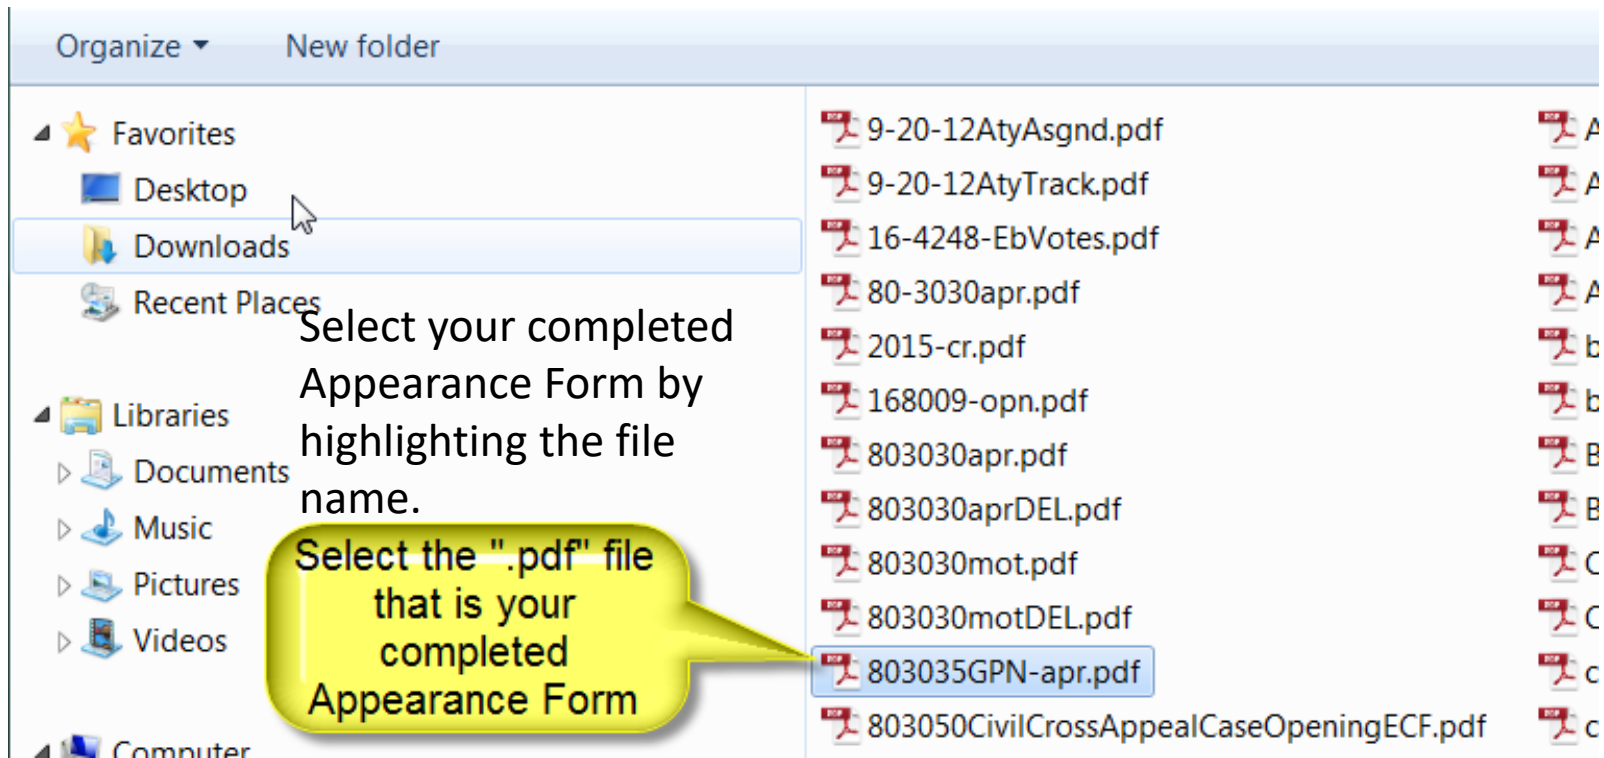 Organize New folder
Favorites
Desktop
Downloads
Recent Places
Libraries
Documents
Music
Pictures
Videos
Computer
Select your completed
Appearance Form by
highlighting the file
name.
Select the ".pdf" file
that is your
completed
Appearance Form
9-20-12AtyAsgnd.pdf
9-20-12AtyTrack.pdf
16-4248-EbVotes.pdf
80-3030apr.pdf
2015-cr.pdf
168009-opn.pdf
803030apr.pdf
803030aprDEL.pdf
803030mot.pdf
803030motDEL.pdf
803035GPN-apr.pdf
803050CivilCrossAppealCaseOpeningECF.pdf